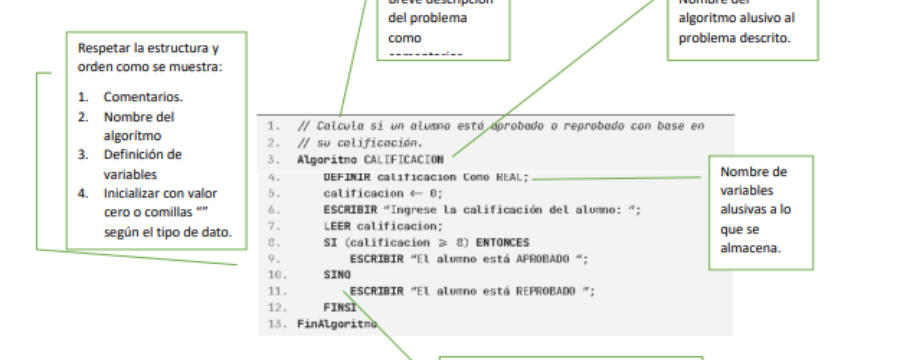 Breve descripción
del problema
como
Nombre del
algoritmo alusivo al
problema descrito.
Respetar la estructura y
orden como se muestra:
1. Comentarios.
2. Nombre del
algoritmo
3. Definición de
variables
4. Inicializar con valor
cero o comillas “”
según el tipo de dato.
1. // Calcula si un alumno está aprobado o reprobado con base en
2. // su calificación.
3. Algoritmo CALIFICACION
4. DEFINIR calificacion Como REAL;
5. calificacion <- 0;
6. ESCRIBIR “Ingrese la calificación del alumno: “;
7. LEER calificacion;
8. SI (calificacion ≥ 8) ENTONCES
9. ESCRIBIR “El alumno está APROBADO “;
10. SINO
11. ESCRIBIR “El alumno está REPROBADO “;
12. FINSI
13. FinAlgoritmo
Nombre de
variables
alusivas a lo
que se
almacena.